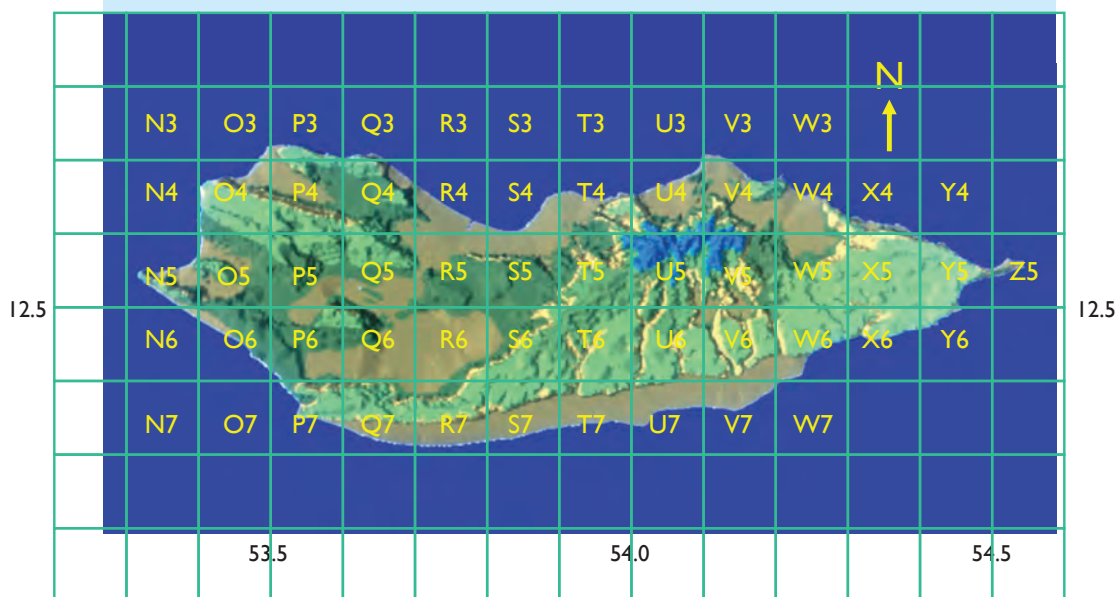 N
N3 O3 P3 Q3 R3 S3 T3 U3 V3 W3
N4 O4 P4 Q4 R4 S4 T4 U4 V4 W4 X4 Y4
N5 O5 P5 Q5 R5 S5 T5 U5 V5 W5 X5 Y5 Z5
12.5 12.5
N6 O6 P6 Q6 R6 S6 T6 U6 V6 W6 X6 Y6
N7 O7 P7 Q7 R7 S7 T7 U7 V7 W7
53.5 54.0 54.5